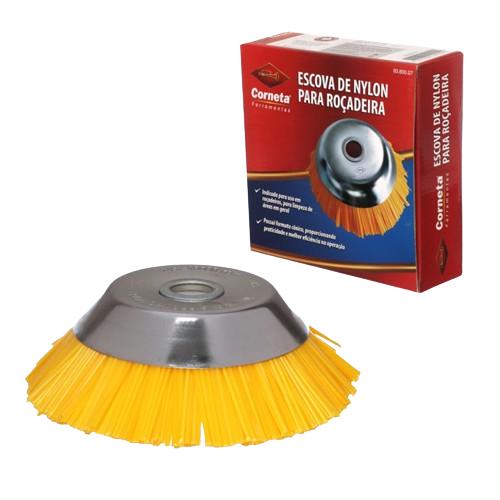 ESCOVA DE NYLON
PARA ROÇADEIRA
Corneta
Ferramentas
Indicado para uso em
roçadeiras, para limpeza de
áreas em geral
Possui formato cônico, proporcionando
praticidade e melhor eficiência na operação
ESCOVA DE NYLON
PARA ROÇADEIRA
Corneta
Ferramentas